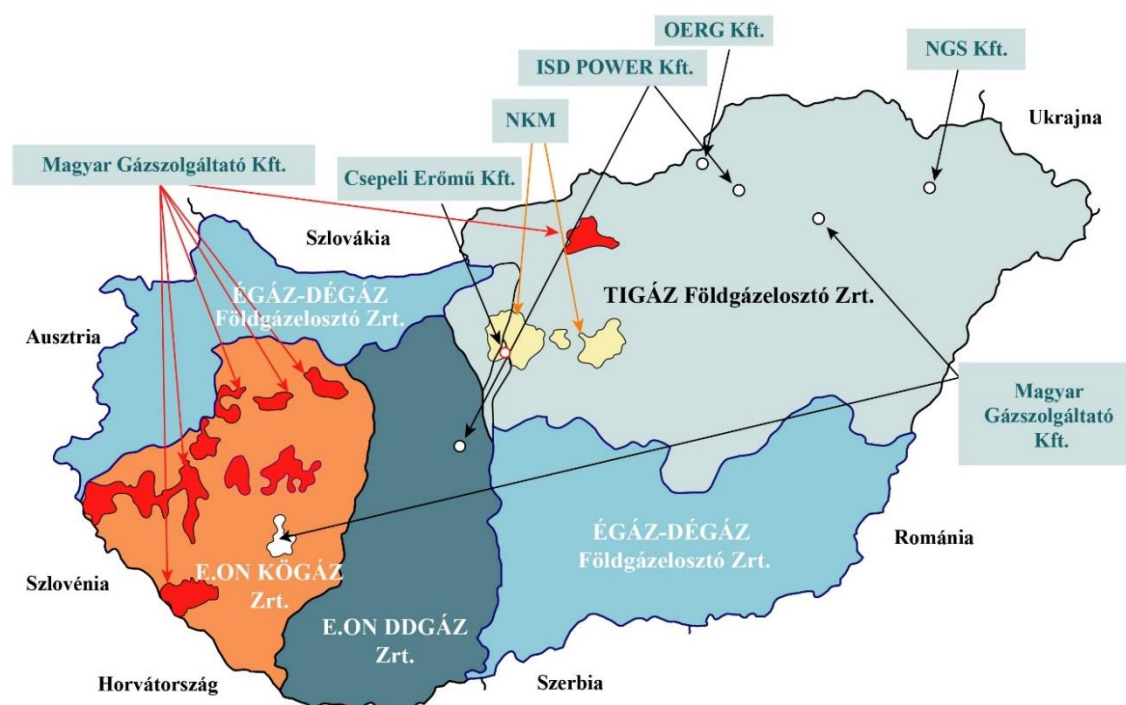 OERG Kft.
ISD POWER Kft.
NGS Kft.
NKM
Ukrajna
Magyar Gázszolgáltató Kft.
Csepeli Erőmű Kft.
Szlovákia
ÉGÁZ-DÉGÁZ
Földgázelosztó Zrt.
TIGÁZ Földgázelosztó Zrt.
Ausztria
Magyar
Gázszolgáltató
Kft.
ÉGÁZ-DÉGÁZ
Földgázelosztó Zrt.
Románia
Szlovénia
E.ON KÖGÁZ
Zrt.
E.ON DDGÁZ
Zrt.
Horvátország
Szerbia